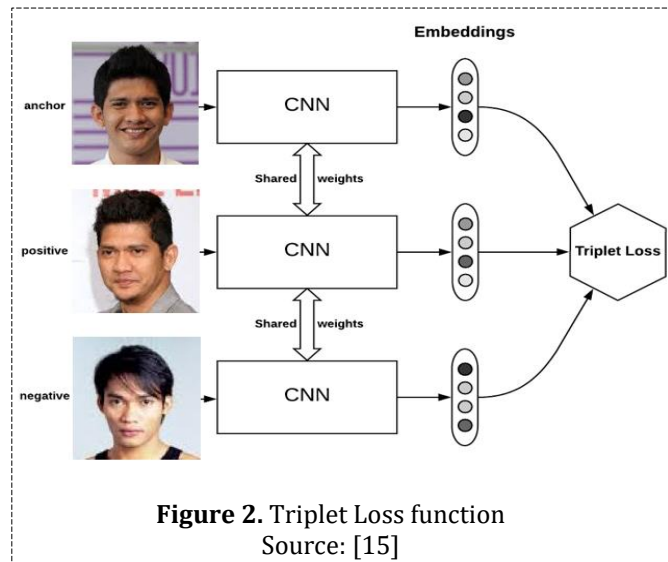 Embeddings
anchor
CNN
Shared weights
positive
CNN
Triplet Loss
Shared weights
negative
CNN
Figure 2. Triplet Loss function
Source: [15]